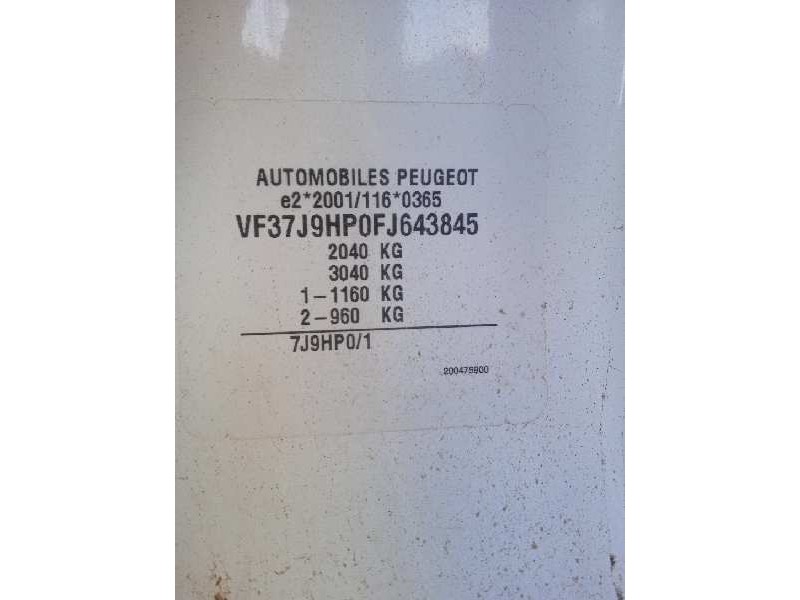 AUTOMOBILES PEUGEOT
e2*2001/116*0365
VF37J9HP0FJ643845
2040 KG
3040 KG
1-1160 KG
2-960 KG
7J9HP0/1
200479900